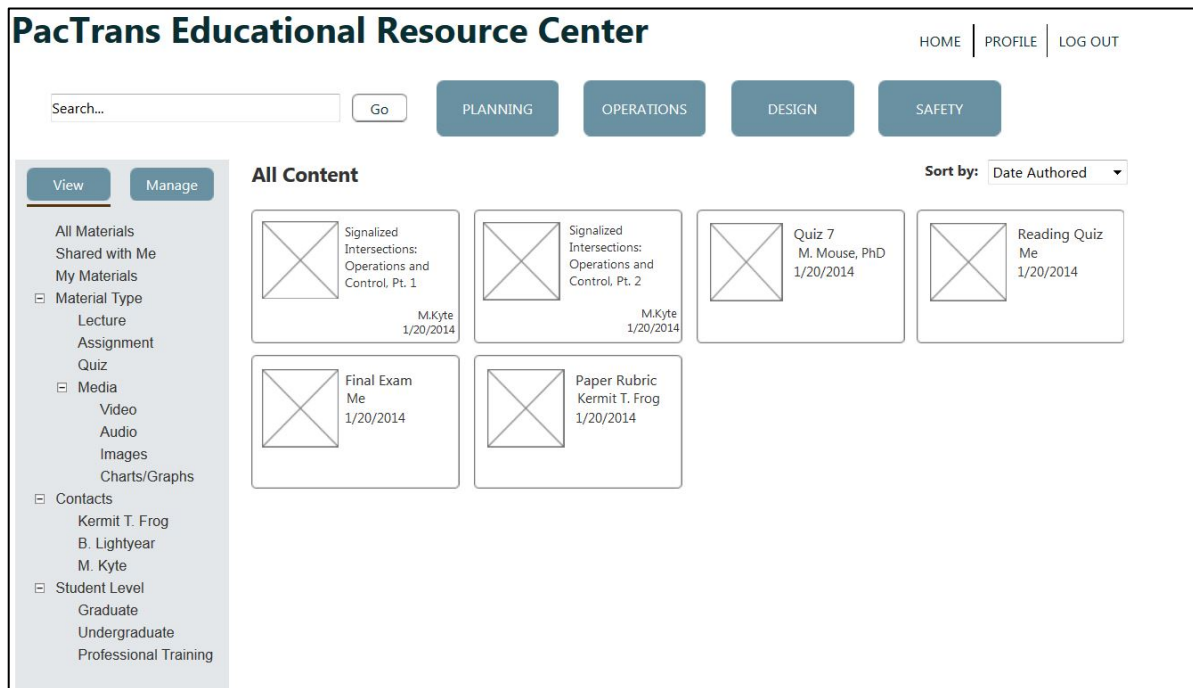 PacTrans Educational Resource Center
HOME PROFILE LOG OUT
Search... Go PLANNING OPERATIONS DESIGN SAFETY
View Manage
All Materials
Shared with Me
My Materials
Material Type
Lecture
Assignment
Quiz
Media
Video
Audio
Images
Charts/Graphs
Contacts
Kermit T. Frog
B. Lightyear
M. Kyte
Student Level
Graduate
Undergraduate
Professional Training
All Content
Sort by: Date Authored
Signalized
Intersections:
Operations and
Control, Pt. 1
M.Kyte
1/20/2014
Signalized
Intersections:
Operations and
Control, Pt. 2
M.Kyte
1/20/2014
Quiz 7
M. Mouse, PhD
1/20/2014
Reading Quiz
Me
1/20/2014
Final Exam
Me
1/20/2014
Paper Rubric
Kermit T. Frog
1/20/2014